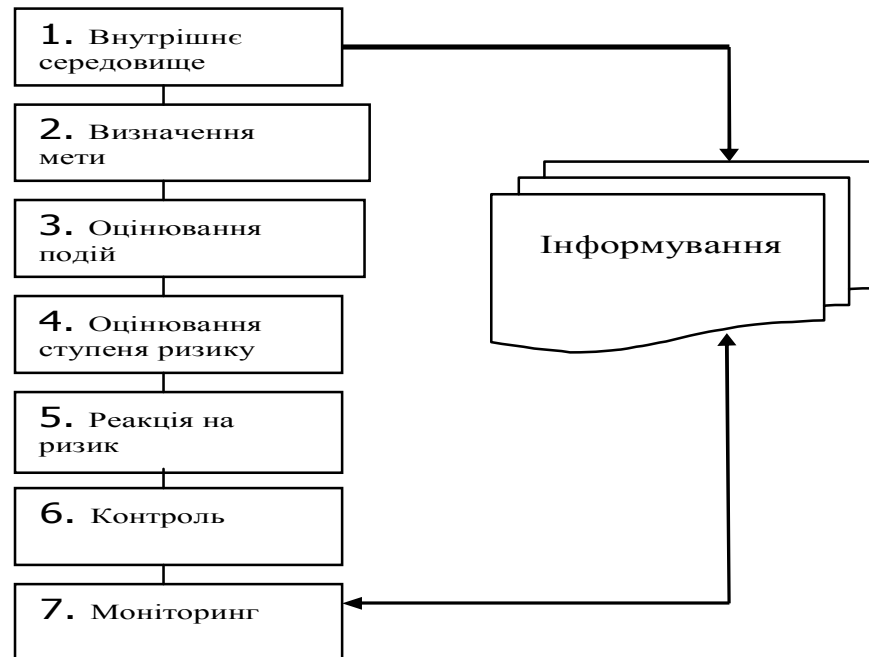 1. Внутрішнє
середовище
2. Визначення
мети
3. Оцінювання
подій
4. Оцінювання
ступеня ризику
5. Реакція на
ризик
6. Контроль
7. Моніторинг
Інформування